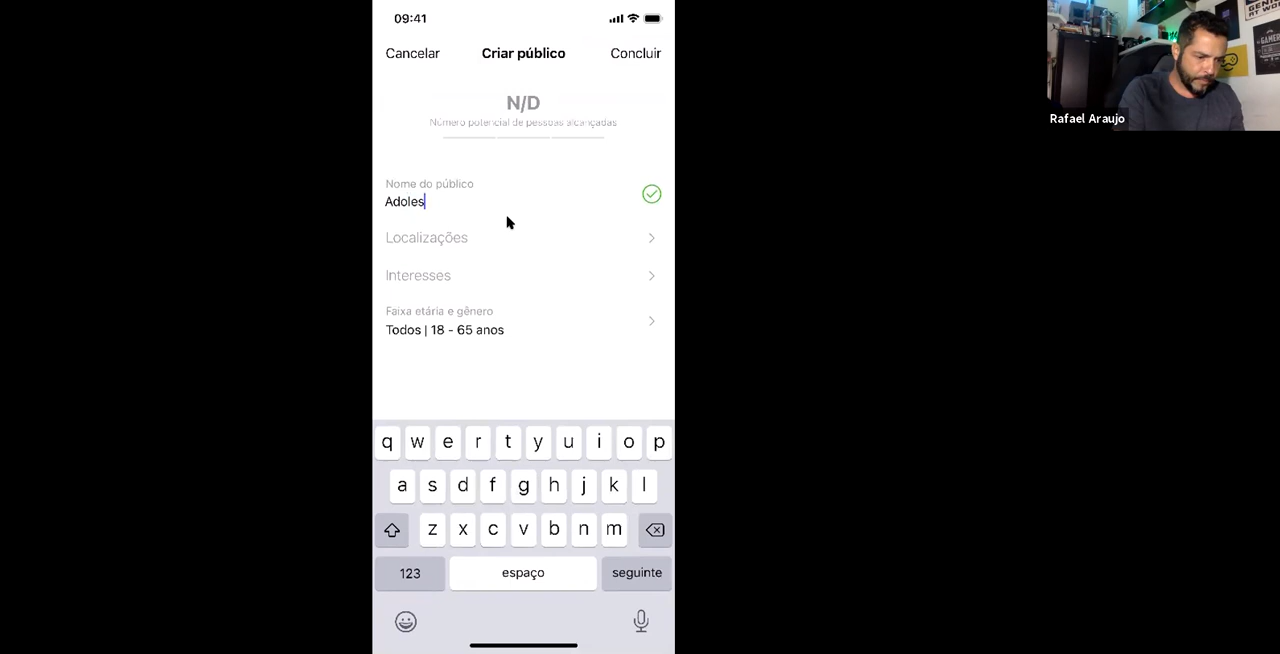 09:41
Cancelar Criar público Concluir
N/D
Número potencial de pessoas alcançadas
Nome do público
Adoles
Localizações
Interesses
Faixa etária e gênero
Todos | 18 - 65 anos
q w e r t y u i o p
a s d f g h j k l
z x c v b n m
123 espaço seguinte
Rafael Araujo
GAMER